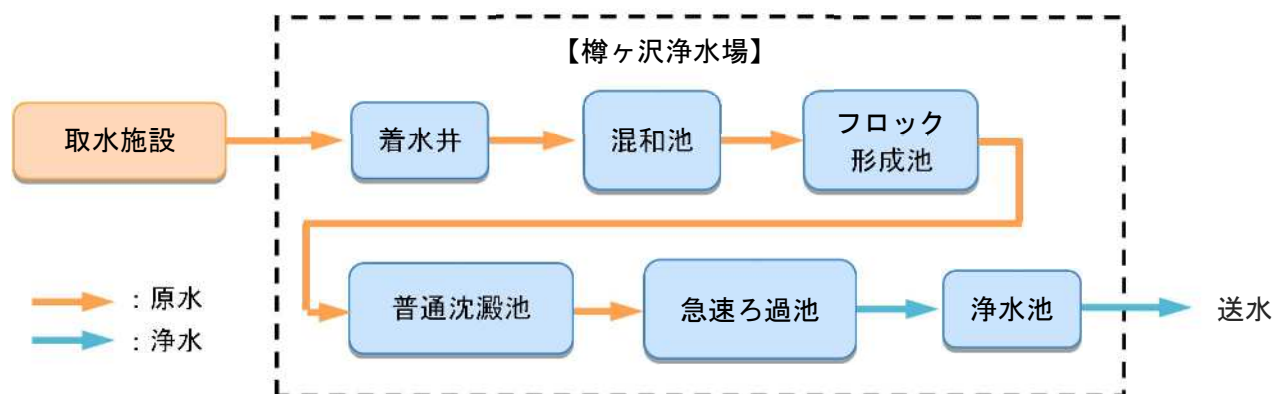 【樽ヶ沢浄水場】
取水施設
着水井
混和池
フロック
形成池
普通沈澱池
急速ろ過池
浄水池
送水
：原水
：浄水